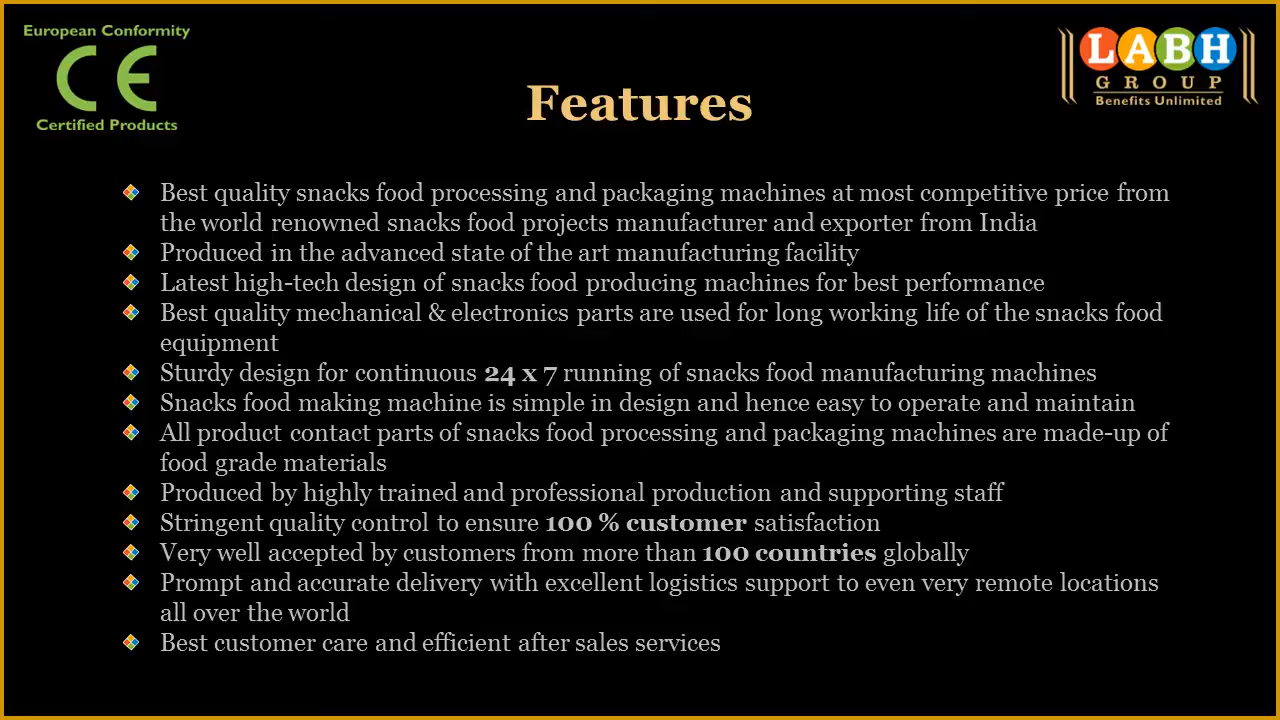 European Conformity
CE
Certified Products
LABH
GROUP
Benefits Unlimited
Features
Best quality snacks food processing and packaging machines at most competitive price from
the world renowned snacks food projects manufacturer and exporter from India
Produced in the advanced state of the art manufacturing facility
Latest high-tech design of snacks food producing machines for best performance
Best quality mechanical & electronics parts are used for long working life of the snacks food
equipment
Sturdy design for continuous 24 x 7 running of snacks food manufacturing machines
Snacks food making machine is simple in design and hence easy to operate and maintain
All product contact parts of snacks food processing and packaging machines are made-up of
food grade materials
Produced by highly trained and professional production and supporting staff
Stringent quality control to ensure 100 % customer satisfaction
Very well accepted by customers from more than 100 countries globally
Prompt and accurate delivery with excellent logistics support to even very remote locations
all over the world
Best customer care and efficient after sales services